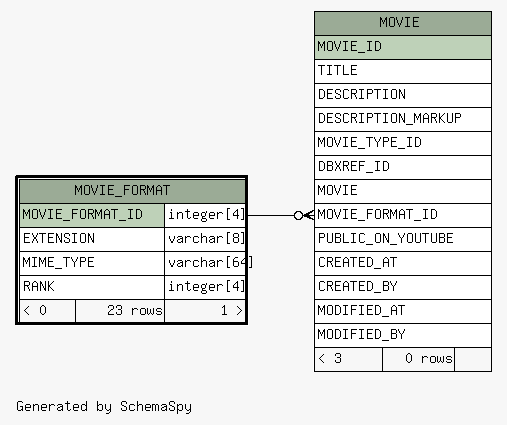 MOVIE
MOVIE_ID
TITLE
DESCRIPTION
DESCRIPTION_MARKUP
MOVIE_TYPE_ID
DBXREF_ID
MOVIE
MOVIE_FORMAT_ID
PUBLIC_ON_YOUTUBE
CREATED_AT
CREATED_BY
MODIFIED_AT
MODIFIED_BY
< 3 0 rows
MOVIE_FORMAT
MOVIE_FORMAT_ID integer[4]
EXTENSION varchar[8]
MIME_TYPE varchar[64]
RANK integer[4]
< 0 23 rows 1 >
Generated by SchemaSpy